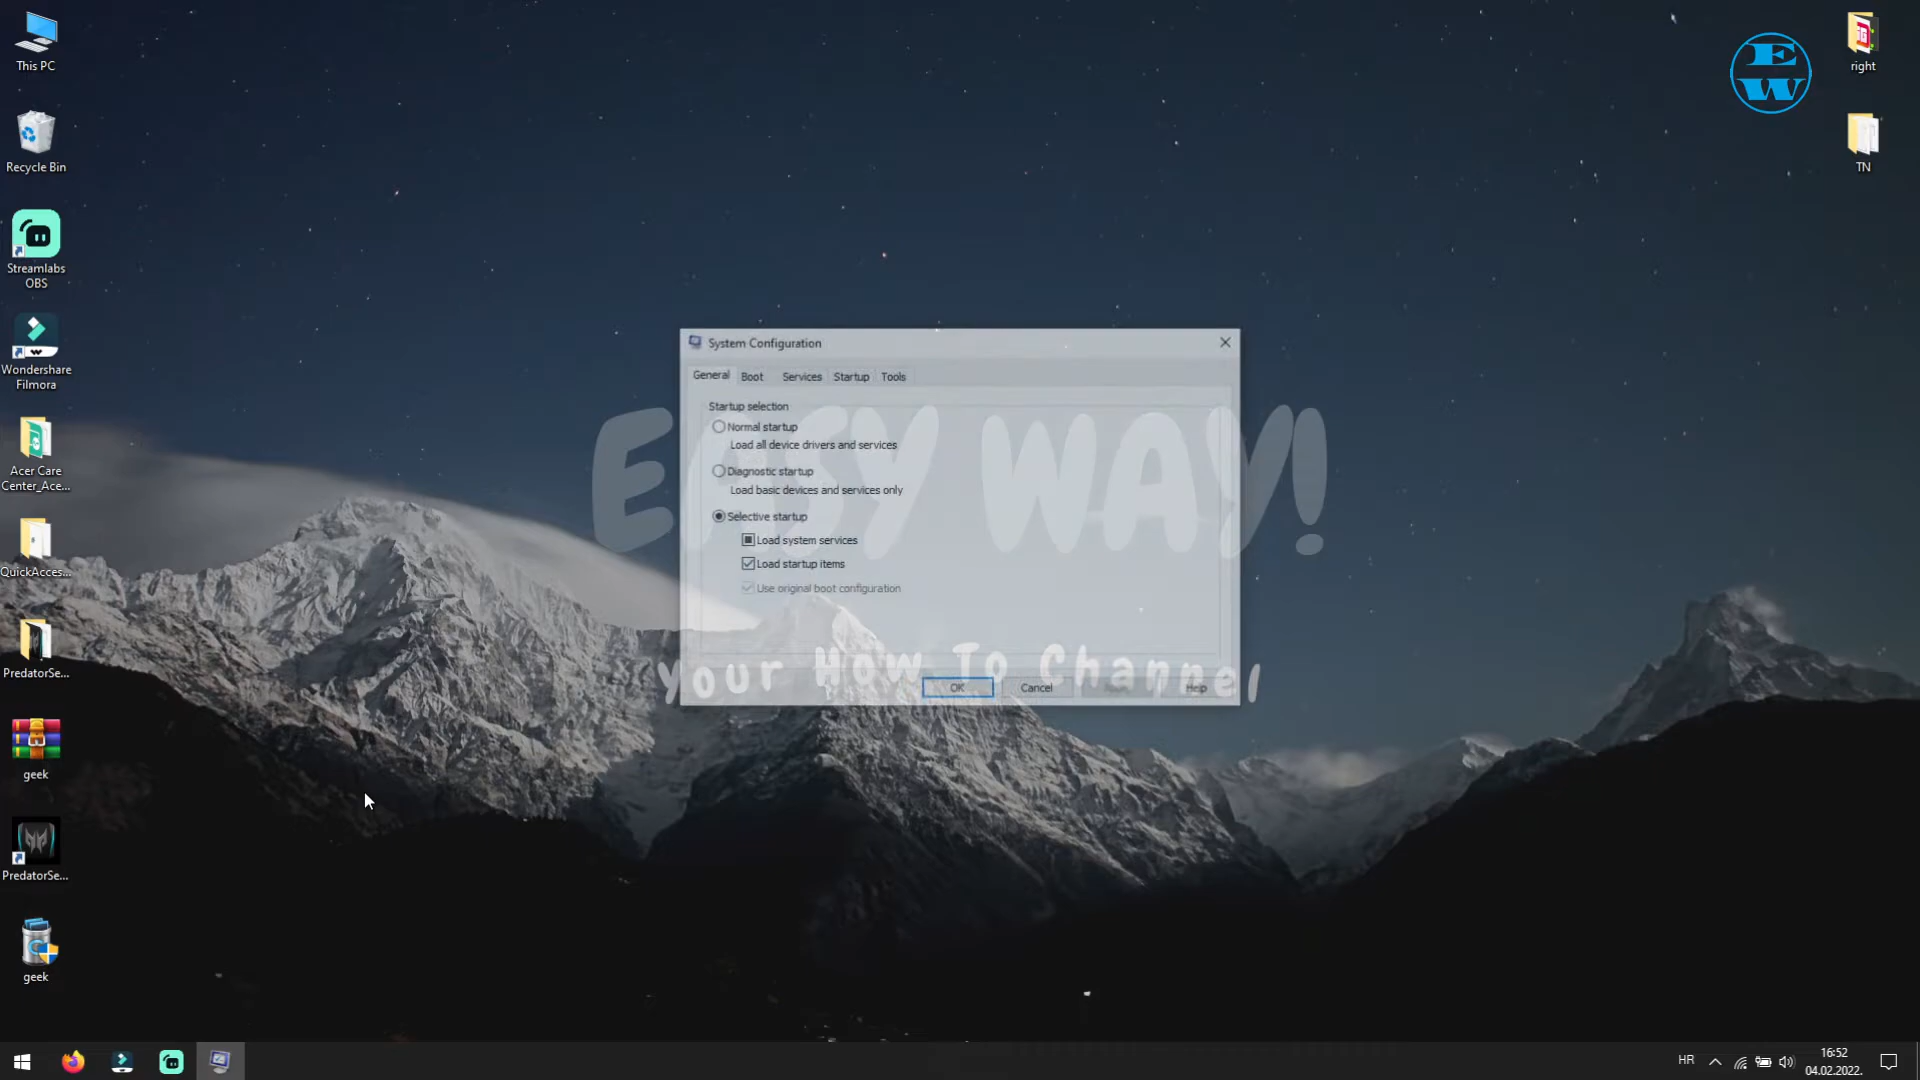 This PC
Recycle Bin
Streamlabs
OBS
Wondershare
Filmora
Acer Care
Center_Ace...
QuickAcces...
PredatorSe...
geek
PredatorSe...
geek
E
W
right
TN
System Configuration
General Boot Services Startup Tools
Startup selection
Normal startup
Load all device drivers and services
Diagnostic startup
Load basic devices and services only
Selective startup
Load system services
Load startup items
Use original boot configuration
OK Cancel Help
EASY WAY!
your How To Channel
HR
16:52
04.02.2022.